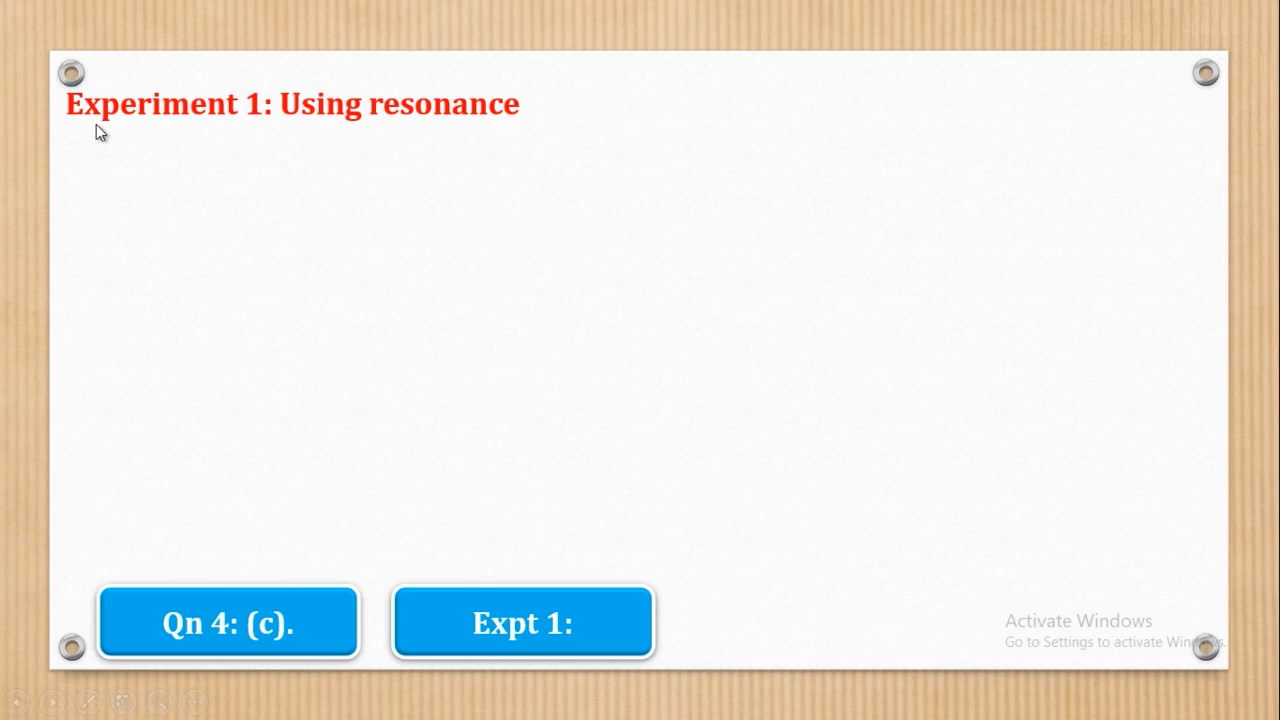 Experiment 1: Using resonance
Qn 4: (c).
Expt 1:
Activate Windows
Go to Settings to activate Windows.